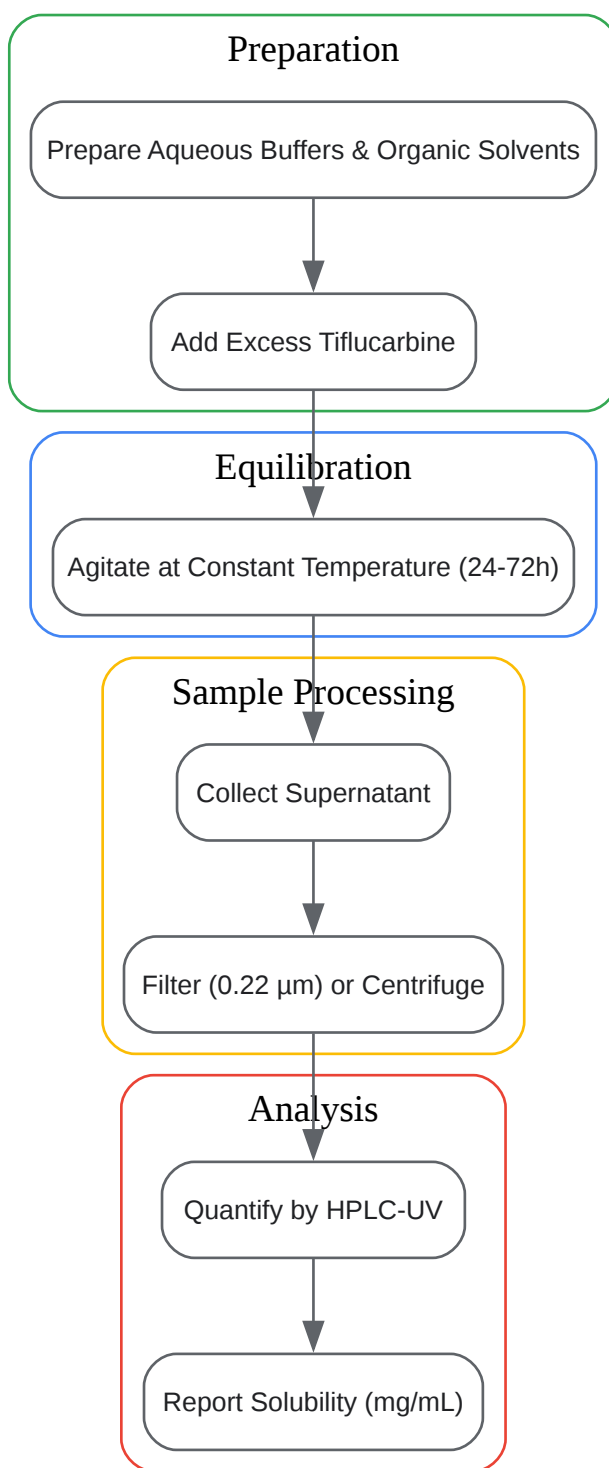 Preparation
Prepare Aqueous Buffers & Organic Solvents
Add Excess Tiflucarbine
Equilibration
Agitate at Constant Temperature (24-72h)
Sample Processing
Collect Supernatant
Filter (0.22 µm) or Centrifuge
Analysis
Quantify by HPLC-UV
Report Solubility (mg/mL)